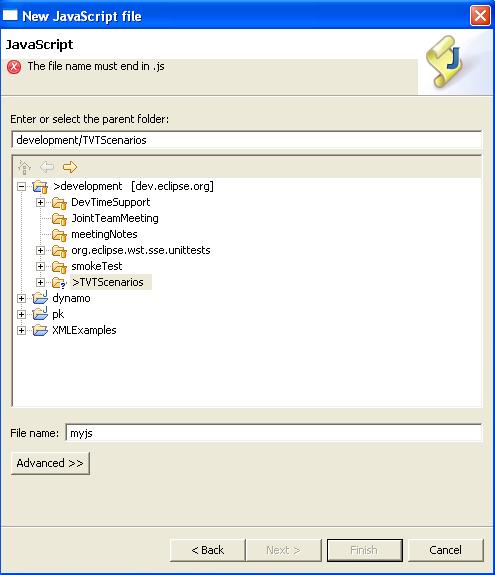 New JavaScript file
JavaScript
The file name must end in .js
Enter or select the parent folder:
development/TVTScenarios
>development [dev.eclipse.org]
DevTimeSupport
JointTeamMeeting
meetingNotes
org.eclipse.wst.sse.unittests
smokeTest
>TVTScenarios
dynamo
pk
XMLExamples
File name: myjs
Advanced >>
< Back Next > Finish Cancel